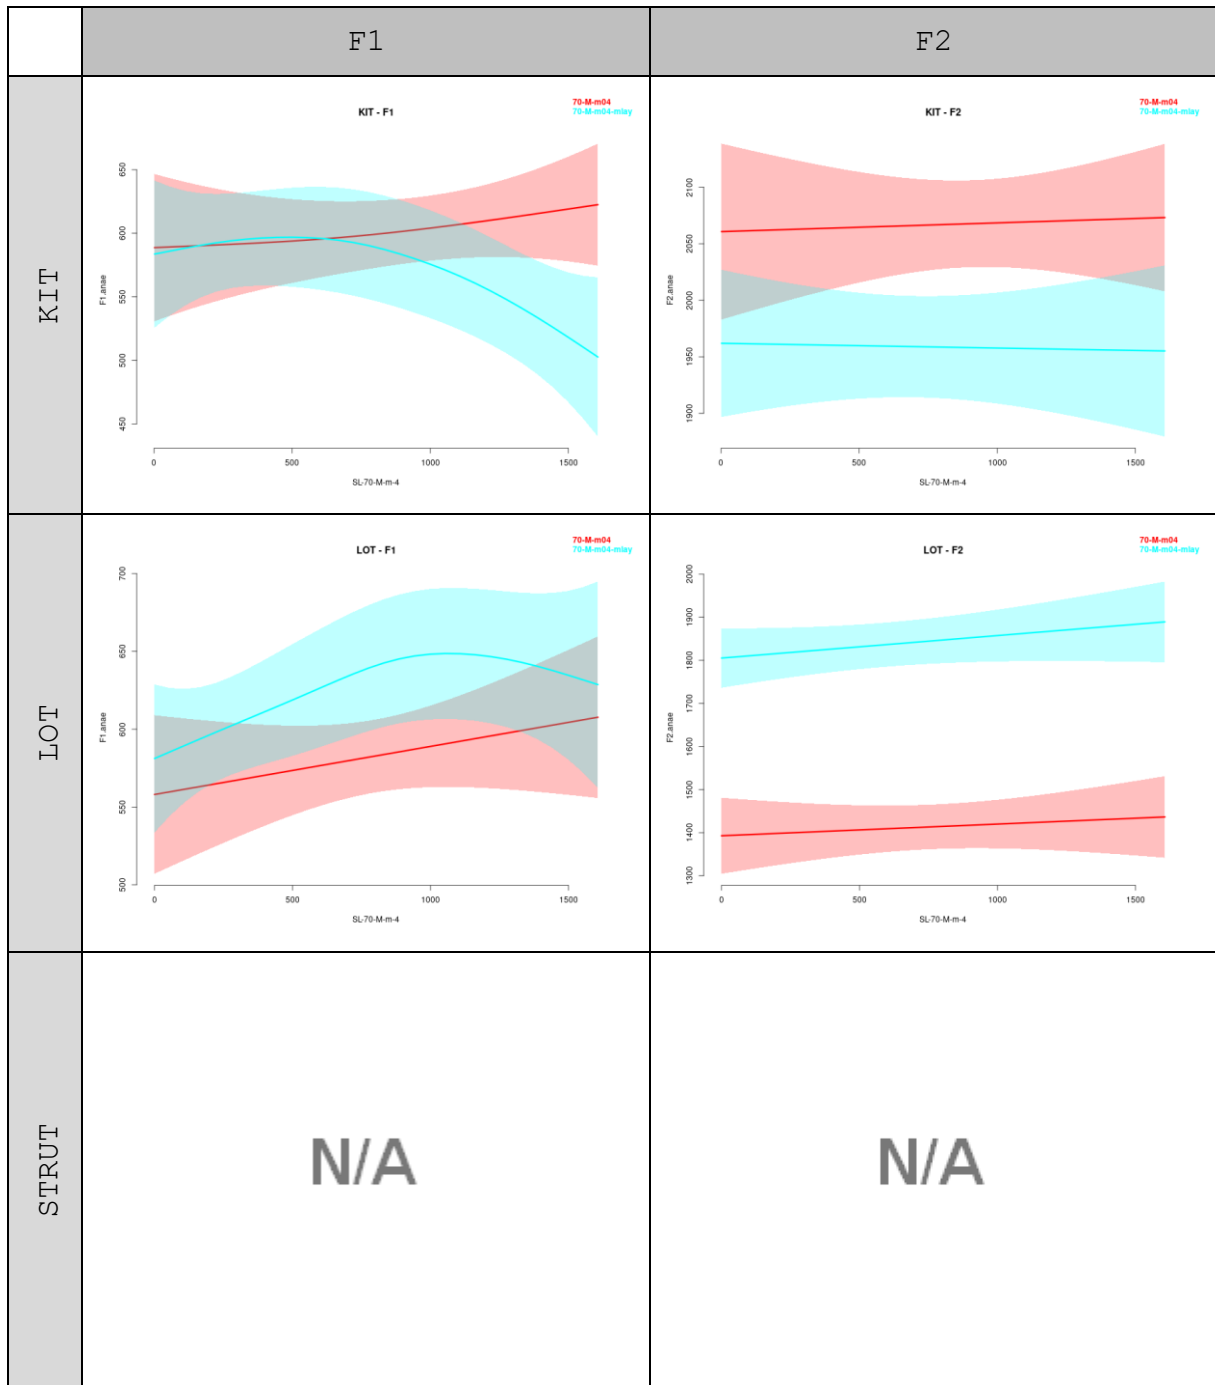 F1
F2
KIT
KIT - F1
70-M-m04
70-M-m04-mlay
F1.anae
650
600
550
500
450
0
500
1000
1500
SL-70-M-m-4
KIT - F2
70-M-m04
70-M-m04-mlay
F2.anae
2100
2050
2000
1950
1900
0
500
1000
1500
SL-70-M-m-4
LOT
LOT - F1
70-M-m04
70-M-m04-mlay
F1.anae
700
650
600
550
500
0
500
1000
1500
SL-70-M-m-4
LOT - F2
70-M-m04
70-M-m04-mlay
F2.anae
2000
1900
1800
1700
1600
1500
1400
1300
0
500
1000
1500
SL-70-M-m-4
STRUT
N/A
N/A